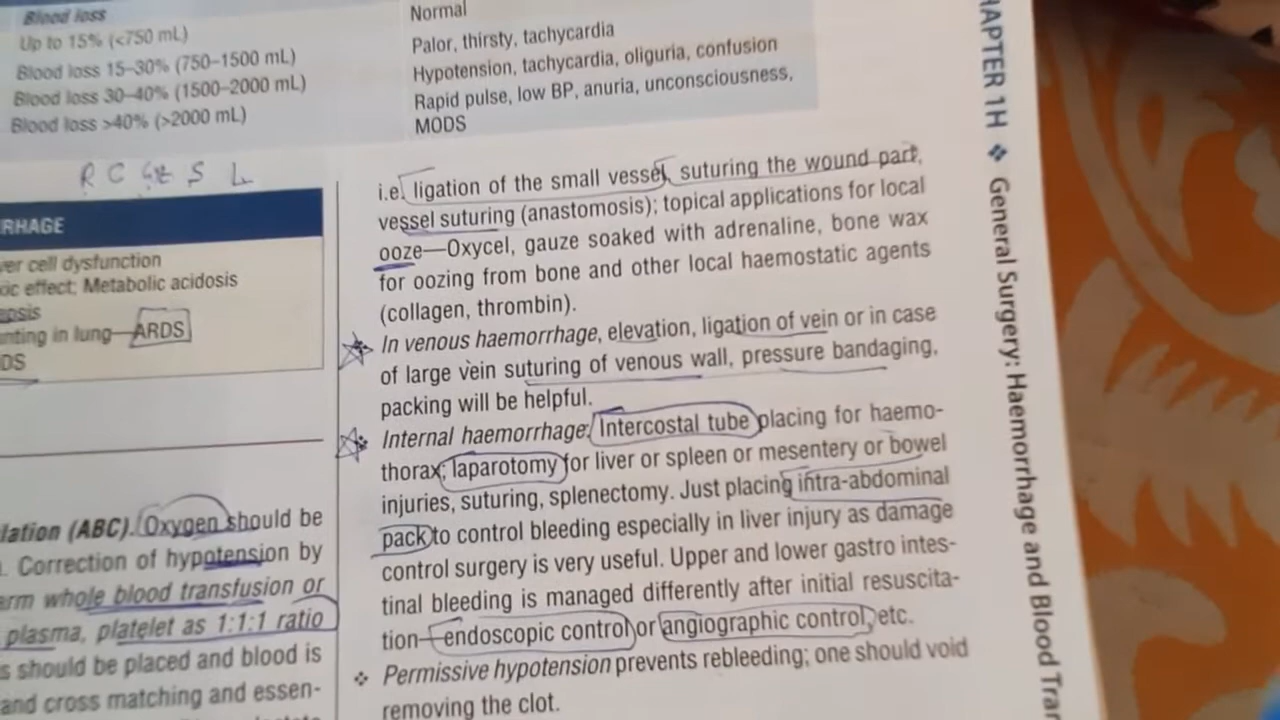 Blood loss
Up to 15% (<750 mL)
Blood loss 15–30% (750–1500 mL)
Blood loss 30–40% (1500–2000 mL)
Blood loss >40% (>2000 mL)
Normal
Palor, thirsty, tachycardia
Hypotension, tachycardia, oliguria, confusion
Rapid pulse, low BP, anuria, unconsciousness,
MODS
R C
S L
RHAGE
er cell dysfunction
ic effect; Metabolic acidosis
psis
nting in lung—ARDS
DS
lation (ABC). Oxygen should be
. Correction of hypotension by
arm whole blood transfusion or
plasma, platelet as 1:1:1 ratio
s should be placed and blood is
and cross matching and essen-
i.e. ligation of the small vessel, suturing the wound part,
vessel suturing (anastomosis); topical applications for local
ooze—Oxycel, gauze soaked with adrenaline, bone wax
for oozing from bone and other local haemostatic agents
(collagen, thrombin).
In venous haemorrhage, elevation, ligation of vein or in case
of large vein suturing of venous wall, pressure bandaging,
packing will be helpful.
Internal haemorrhage: Intercostal tube placing for haemo-
thorax; laparotomy for liver or spleen or mesentery or bowel
injuries, suturing, splenectomy. Just placing intra-abdominal
pack to control bleeding especially in liver injury as damage
control surgery is very useful. Upper and lower gastro intes-
tinal bleeding is managed differently after initial resuscita-
tion—endoscopic control or angiographic control, etc.
❖ Permissive hypotension prevents rebleeding; one should void
removing the clot.
HAPTER 1H ❖ General Surgery: Haemorrhage and Blood Tran